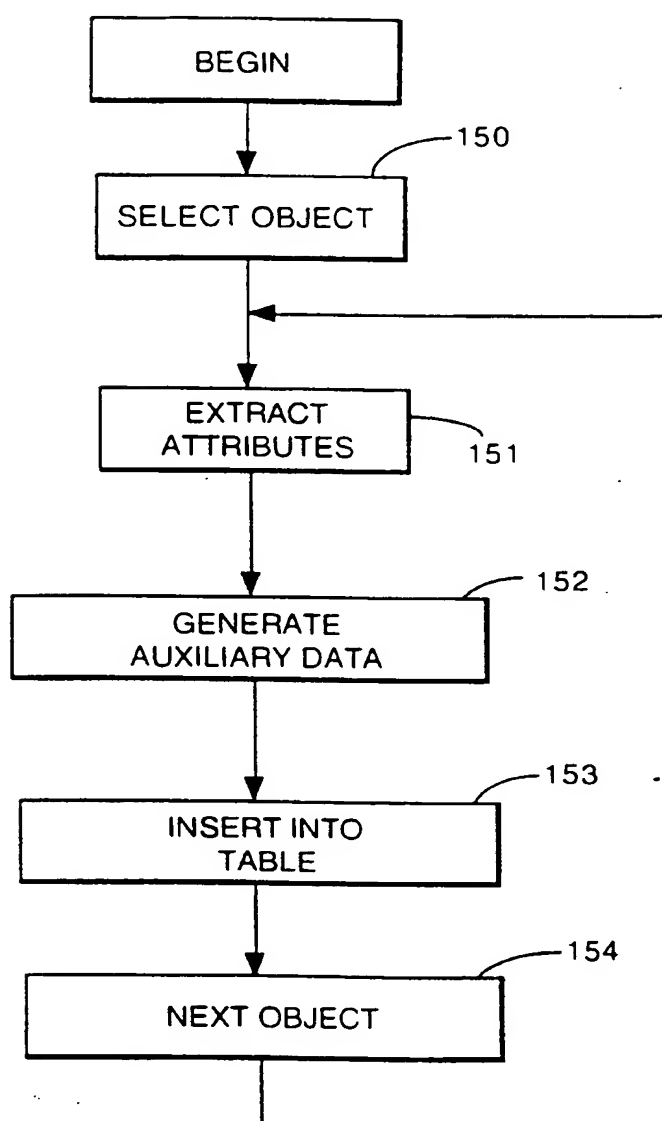 BEGIN
150
SELECT OBJECT
EXTRACT
ATTRIBUTES
151
152
GENERATE
AUXILIARY DATA
153
INSERT INTO
TABLE
154
NEXT OBJECT